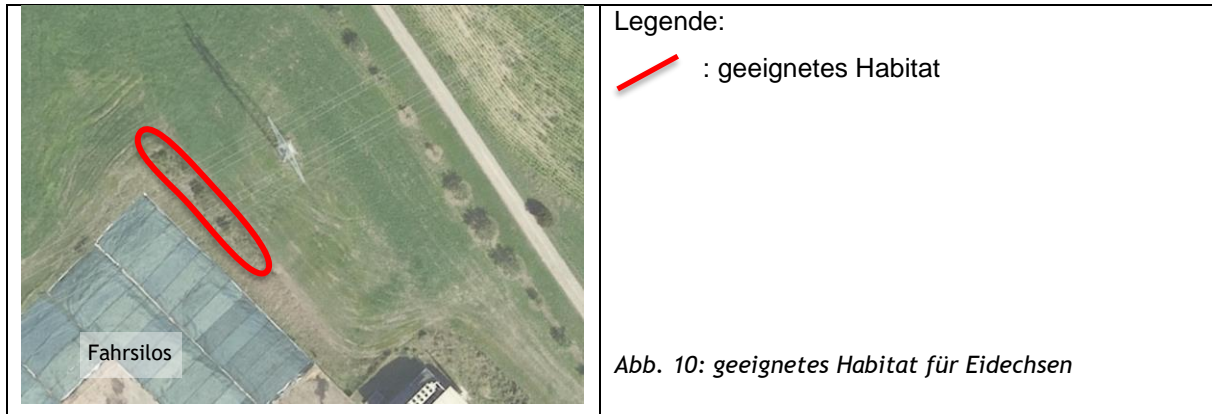 Legende:
: geeignetes Habitat
Fahrsilos
Abb. 10: geeignetes Habitat für Eidechsen